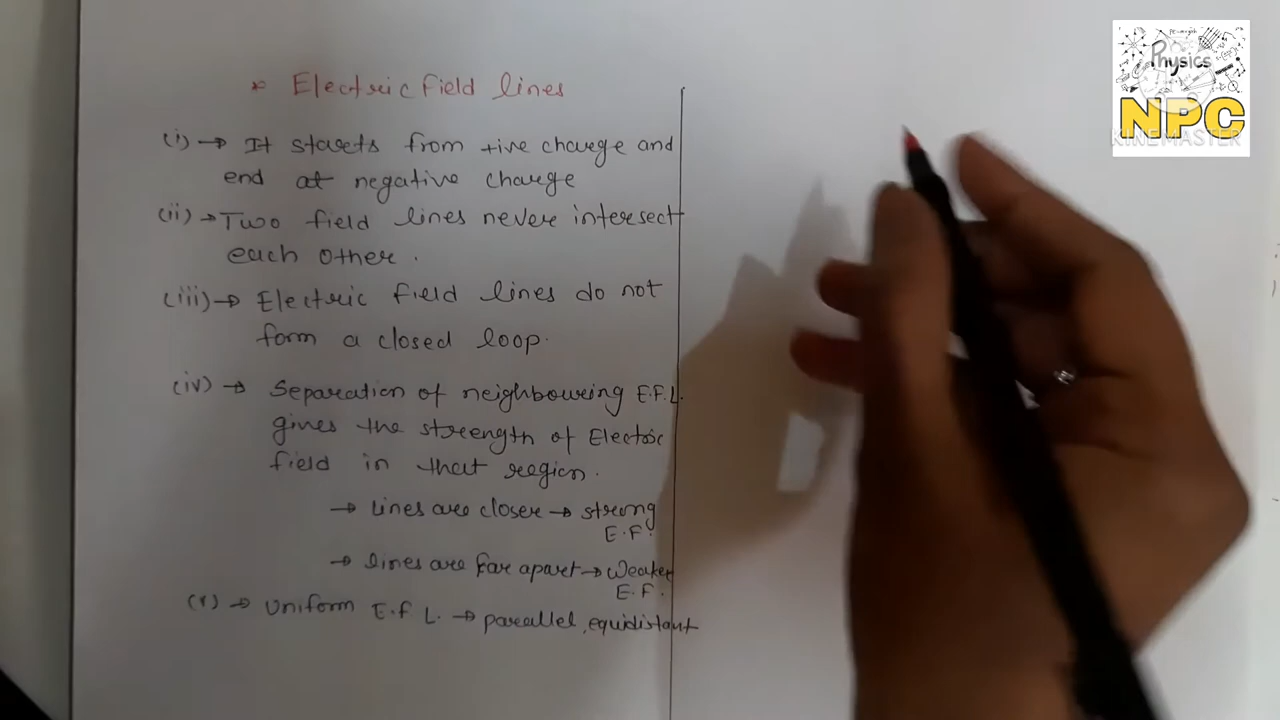 * Electric field lines
(i) → It starts from +ive charge and
end at negative charge
(ii) → Two field lines never intersect
each other.
(iii) → Electric field lines do not
form a closed loop.
(iv) → Separation of neighbouring E.F.L.
gives the strength of Electric
field in that region.
→ lines are closer → strong
E.F.
→ lines are far apart → Weaker
E.F.
(v) → Uniform E.F L. → parallel, equidistant
Physics
NPC
KINEMASTER